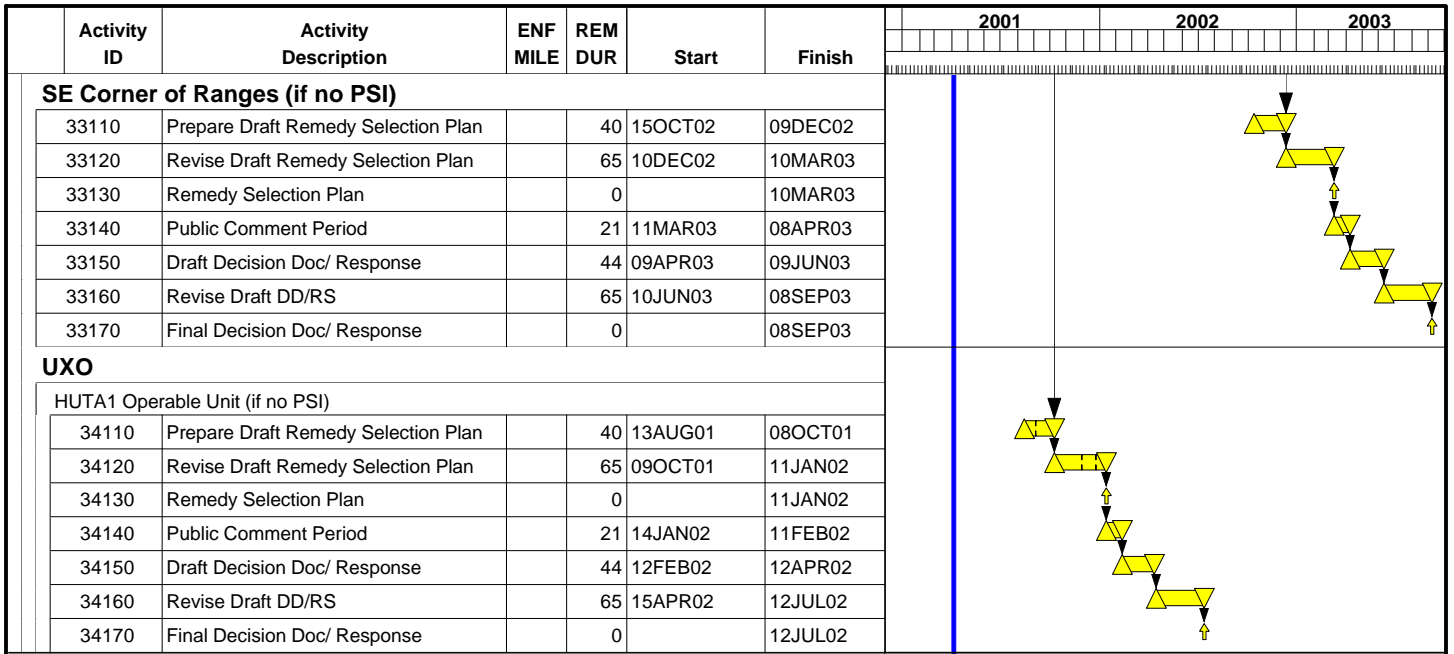 Activity ID Activity Description ENF MILE REM DUR Start Finish 2001 2002 2003
SE Corner of Ranges (if no PSI)
33110 Prepare Draft Remedy Selection Plan 40 15OCT02 09DEC02
33120 Revise Draft Remedy Selection Plan 65 10DEC02 10MAR03
33130 Remedy Selection Plan 0 10MAR03
33140 Public Comment Period 21 11MAR03 08APR03
33150 Draft Decision Doc/ Response 44 09APR03 09JUN03
33160 Revise Draft DD/RS 65 10JUN03 08SEP03
33170 Final Decision Doc/ Response 0 08SEP03
UXO
HUTA1 Operable Unit (if no PSI)
34110 Prepare Draft Remedy Selection Plan 40 13AUG01 08OCT01
34120 Revise Draft Remedy Selection Plan 65 09OCT01 11JAN02
34130 Remedy Selection Plan 0 11JAN02
34140 Public Comment Period 21 14JAN02 11FEB02
34150 Draft Decision Doc/ Response 44 12FEB02 12APR02
34160 Revise Draft DD/RS 65 15APR02 12JUL02
34170 Final Decision Doc/ Response 0 12JUL02